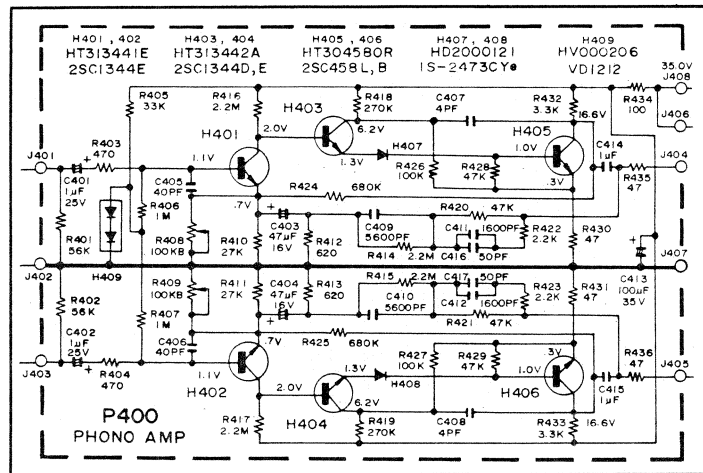 H401, 402 H403, 404 H405, 406 H407, 408 H409
HT313441E HT313442A HT304580R HD2000121 HV000206
2SC1344E 2SC1344D,E 2SC458L,B 1S-2473CY@ VD1212
35.0V
J408
R405
33K
R416
2.2M
H403
R418
270K
C407
4PF
R432
3.3K
R434
100
J406
H401
2.0V
6.2V
H407
H405
16.6V
C414
1µF
J401
R403
470
1.1V
1.3V
1.0V
J404
C401
1µF
25V
C405
40PF
R424
680K
R426
100K
R428
47K
.3V
R435
47
R406
1M
.7V
C403
47µF
16V
C409
5600PF
R420
47K
C411
1600PF
R422
2.2K
R401
56K
R408
100KB
R410
27K
R412
620
R414
2.2M
C416
50PF
R430
47
J402
H409
J407
R402
56K
R409
100KB
R411
27K
C404
47µF
16V
R413
620
R415
2.2M
C417
50PF
C410
5600PF
C412
1600PF
R423
2.2K
R431
47
C413
100µF
35V
R407
1M
R421
47K
C402
1µF
25V
C406
40PF
.7V
R425
680K
R427
100K
R429
47K
.3V
R436
47
J403
R404
470
1.1V
H402
2.0V
1.3V
H408
1.0V
H406
C415
1µF
J405
P400
PHONO AMP
R417
2.2M
H404
6.2V
R419
270K
C408
4PF
R433
3.3K
16.6V